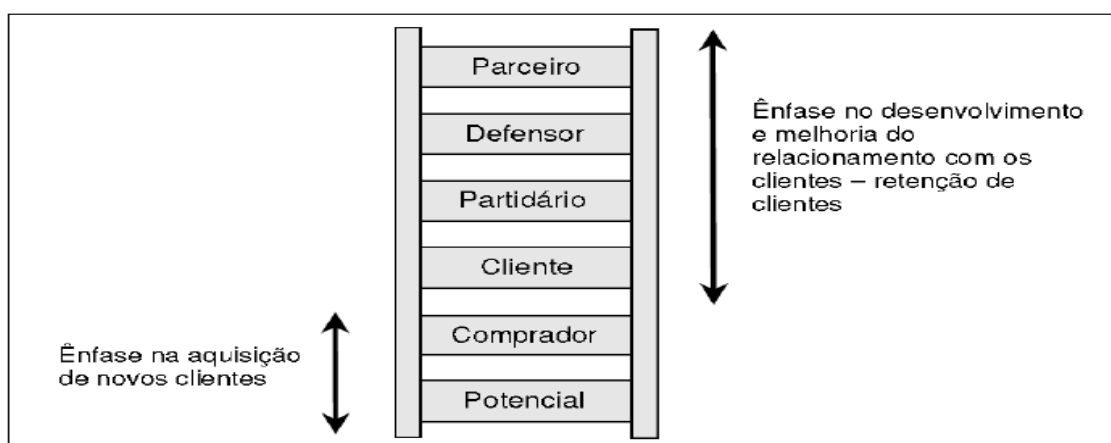 Parceiro
Defensor
Partidário
Cliente
Comprador
Potencial
Ênfase no desenvolvimento
e melhoria do
relacionamento com os
clientes – retenção de
clientes
Ênfase na aquisição
de novos clientes